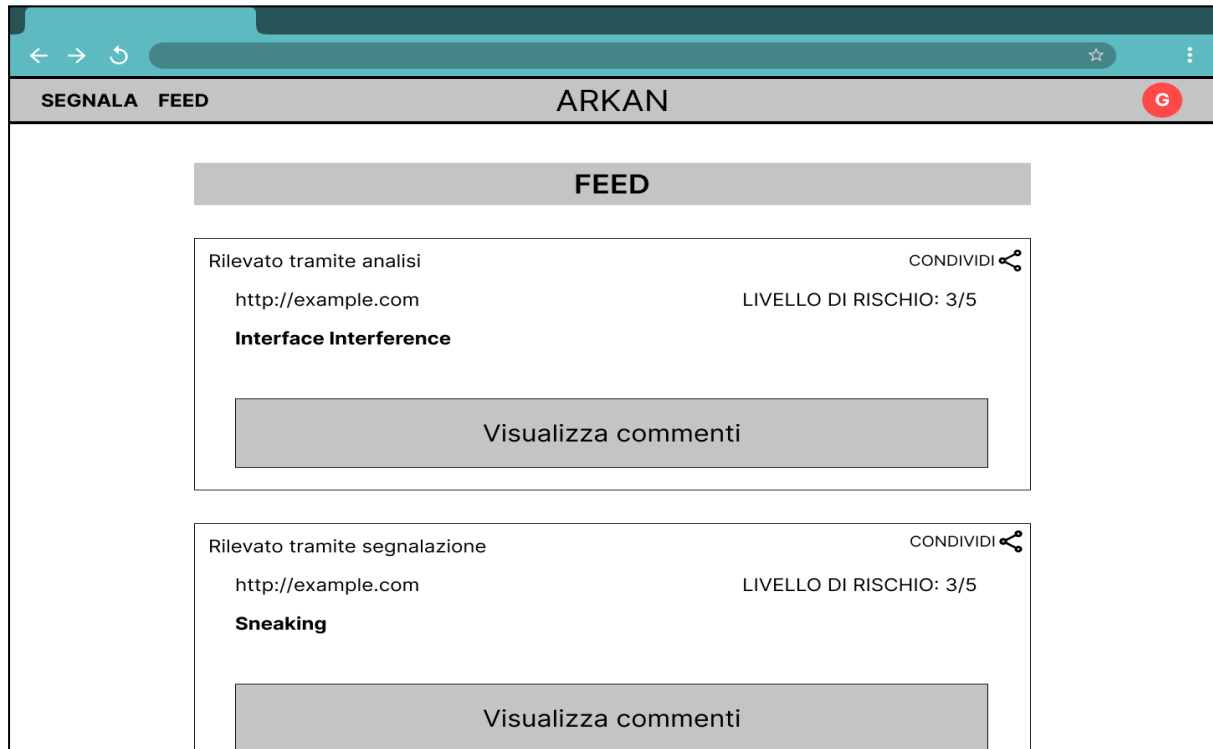 SEGNALA FEED ARKAN G
FEED
Rilevato tramite analisi CONDIVIDI
http://example.com LIVELLO DI RISCHIO: 3/5
Interface Interference
Visualizza commenti
Rilevato tramite segnalazione CONDIVIDI
http://example.com LIVELLO DI RISCHIO: 3/5
Sneaking
Visualizza commenti